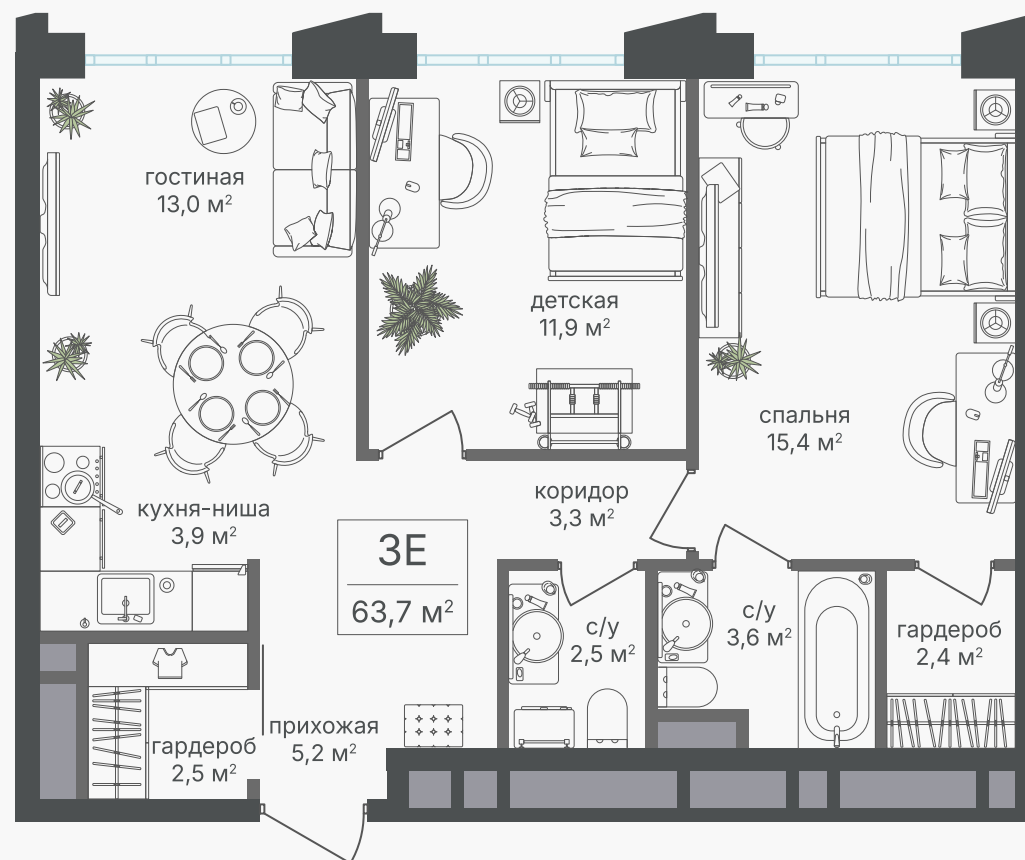 гостиная
13,0 м²
детская
11,9 м²
спальня
15,4 м²
кухня-ниша
3,9 м²
коридор
3,3 м²
3Е
63,7 м²
с/у
2,5 м²
с/у
3,6 м²
гардероб
2,4 м²
прихожая
5,2 м²
гардероб
2,5 м²